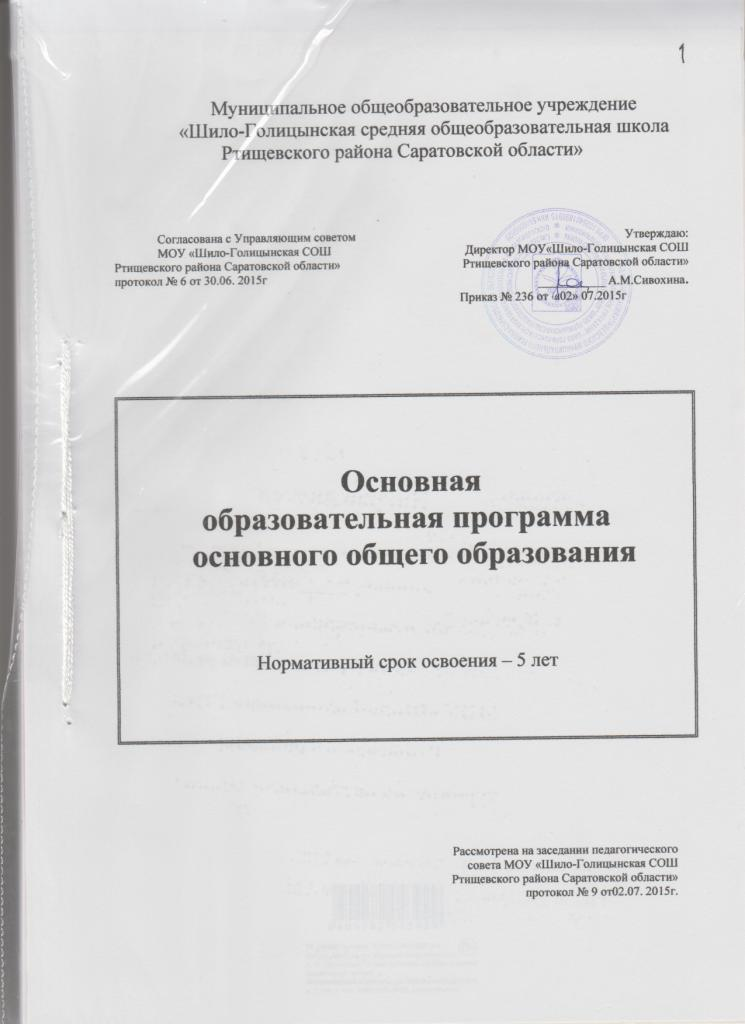 1
Муниципальное общеобразовательное учреждение
«Шило-Голицынская средняя общеобразовательная школа
Ртищевского района Саратовской области»
Согласована с Управляющим советом
МОУ «Шило-Голицынская СОШ
Ртищевского района Саратовской области»
протокол № 6 от 30.06. 2015г
Утверждаю:
Директор МОУ«Шило-Голицынская СОШ
Ртищевского района Саратовской области»
А.М.Сивохина.
Приказ № 236 от «02» 07.2015г
Основная
образовательная программа
основного общего образования
Нормативный срок освоения – 5 лет
Рассмотрена на заседании педагогического
совета МОУ «Шило-Голицынская СОШ
Ртищевского района Саратовской области»
протокол № 9 от02.07. 2015г.